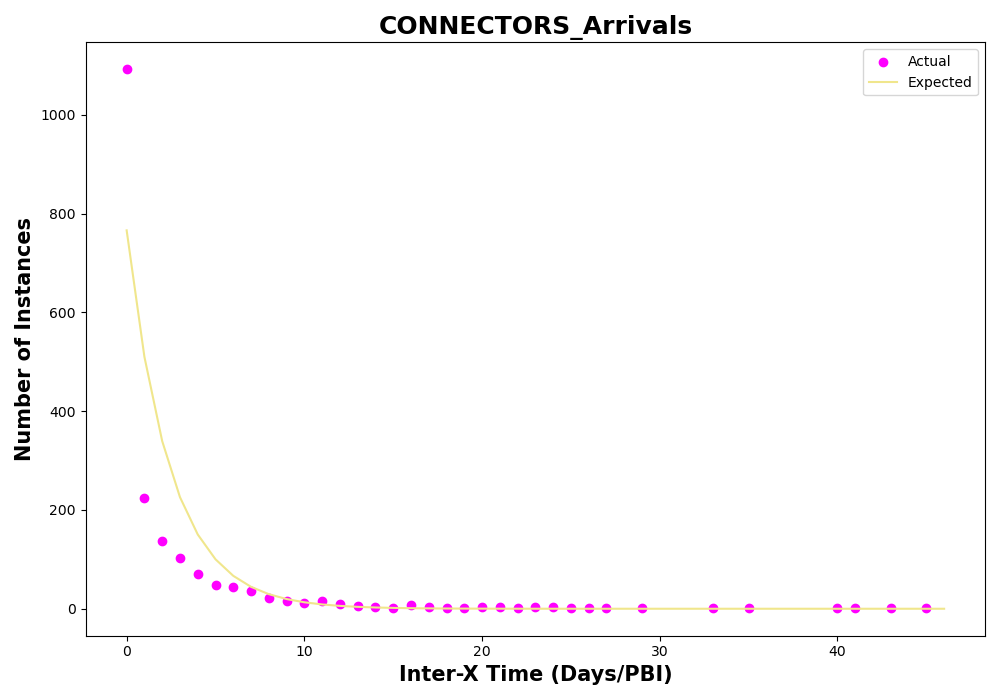 CONNECTORS_Arrivals
Actual
Expected
Number of Instances
1000
800
600
400
200
0
0
10
20
30
40
Inter-X Time (Days/PBI)